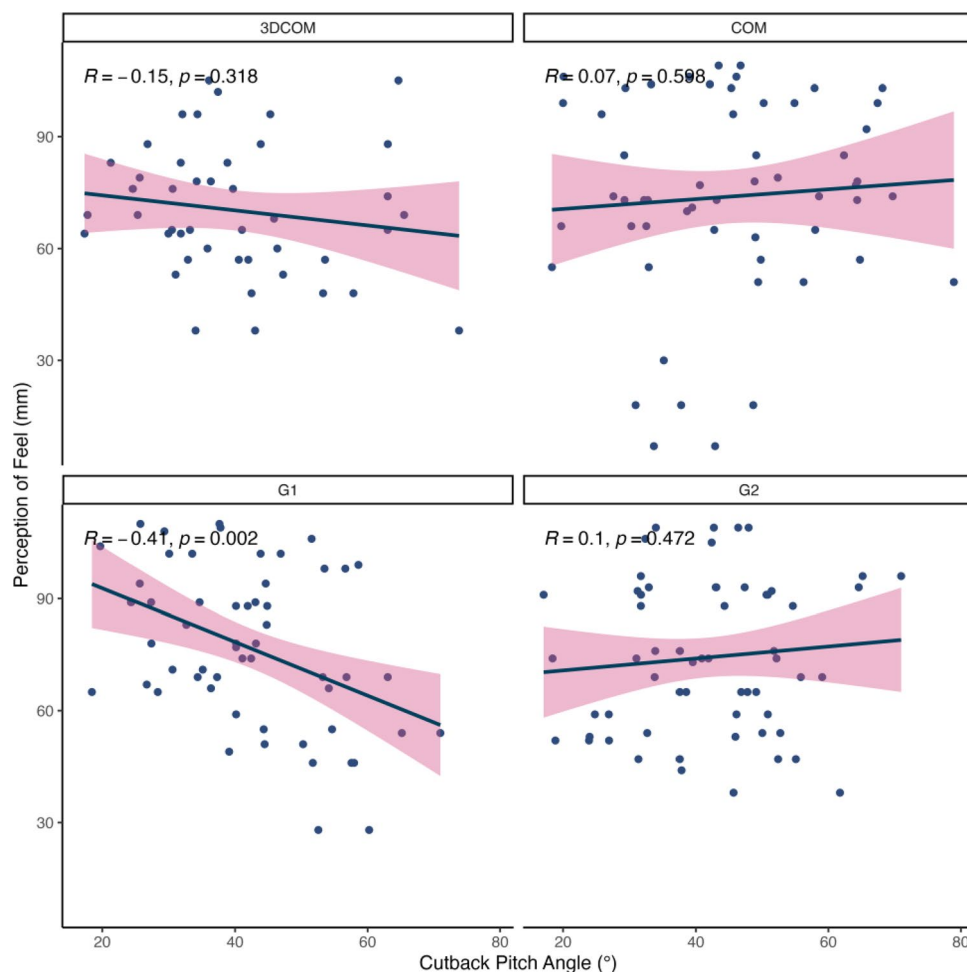 3DCOM
COM
R = −0.15, p = 0.318
R = 0.07, p = 0.598
90
60
30
G1
G2
R = −0.41, p = 0.002
R = 0.1, p = 0.472
90
60
30
Perception of Feel (mm)
20 40 60 80
20 40 60 80
Cutback Pitch Angle (°)